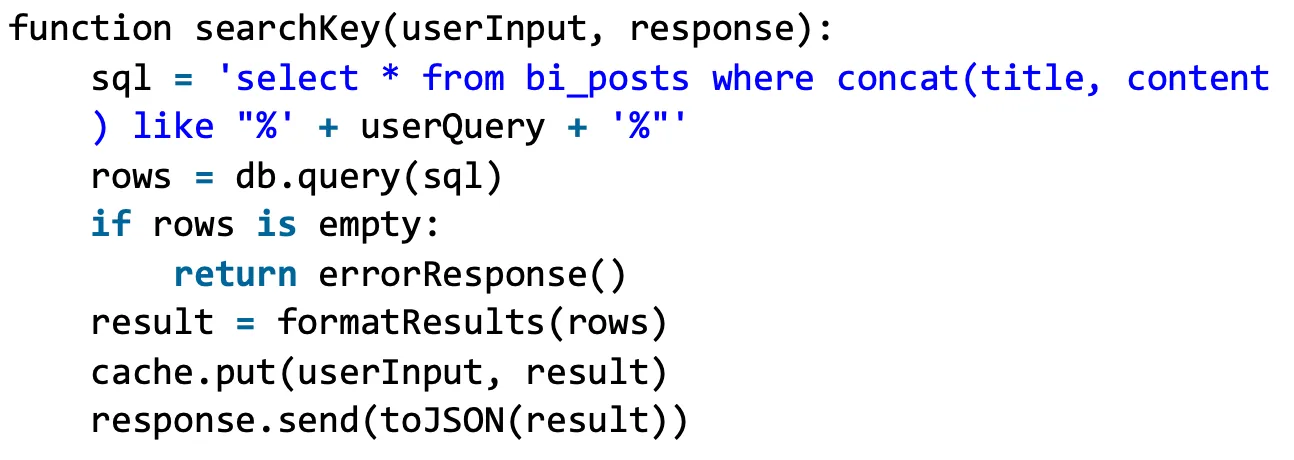 function searchKey(userInput, response):
    sql = 'select * from bi_posts where concat(title, content
    ) like "%' + userQuery + '%"'
    rows = db.query(sql)
    if rows is empty:
        return errorResponse()
    result = formatResults(rows)
    cache.put(userInput, result)
    response.send(toJSON(result))